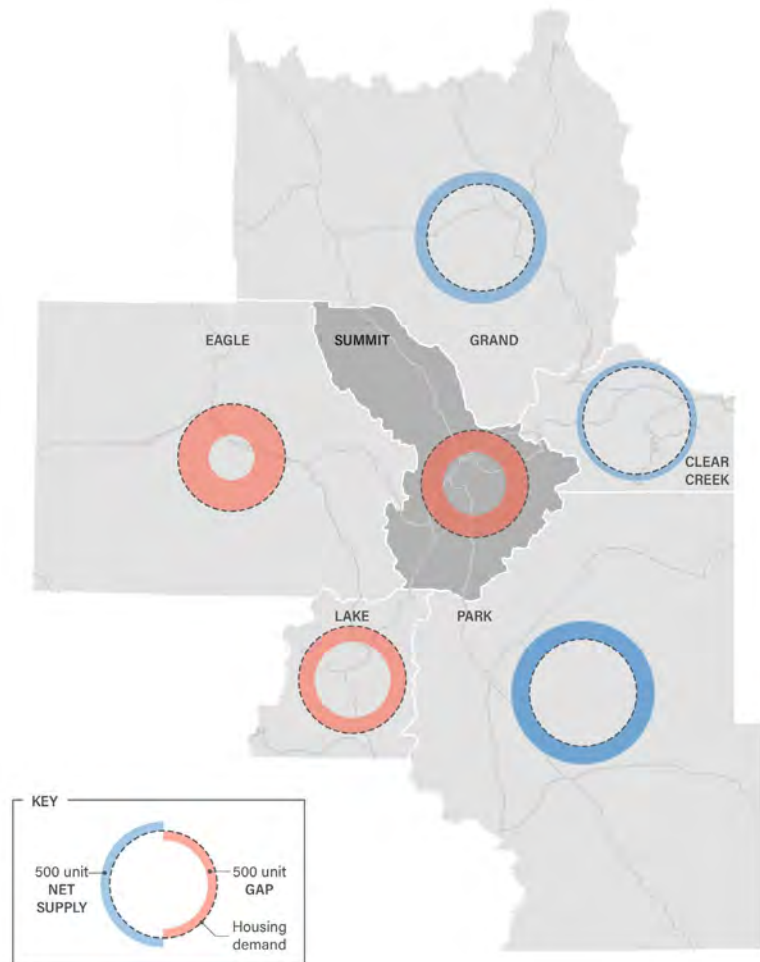 EAGLE
SUMMIT
GRAND
CLEAR
CREEK
LAKE
PARK
KEY
500 unit
NET
SUPPLY
500 unit
GAP
Housing
demand